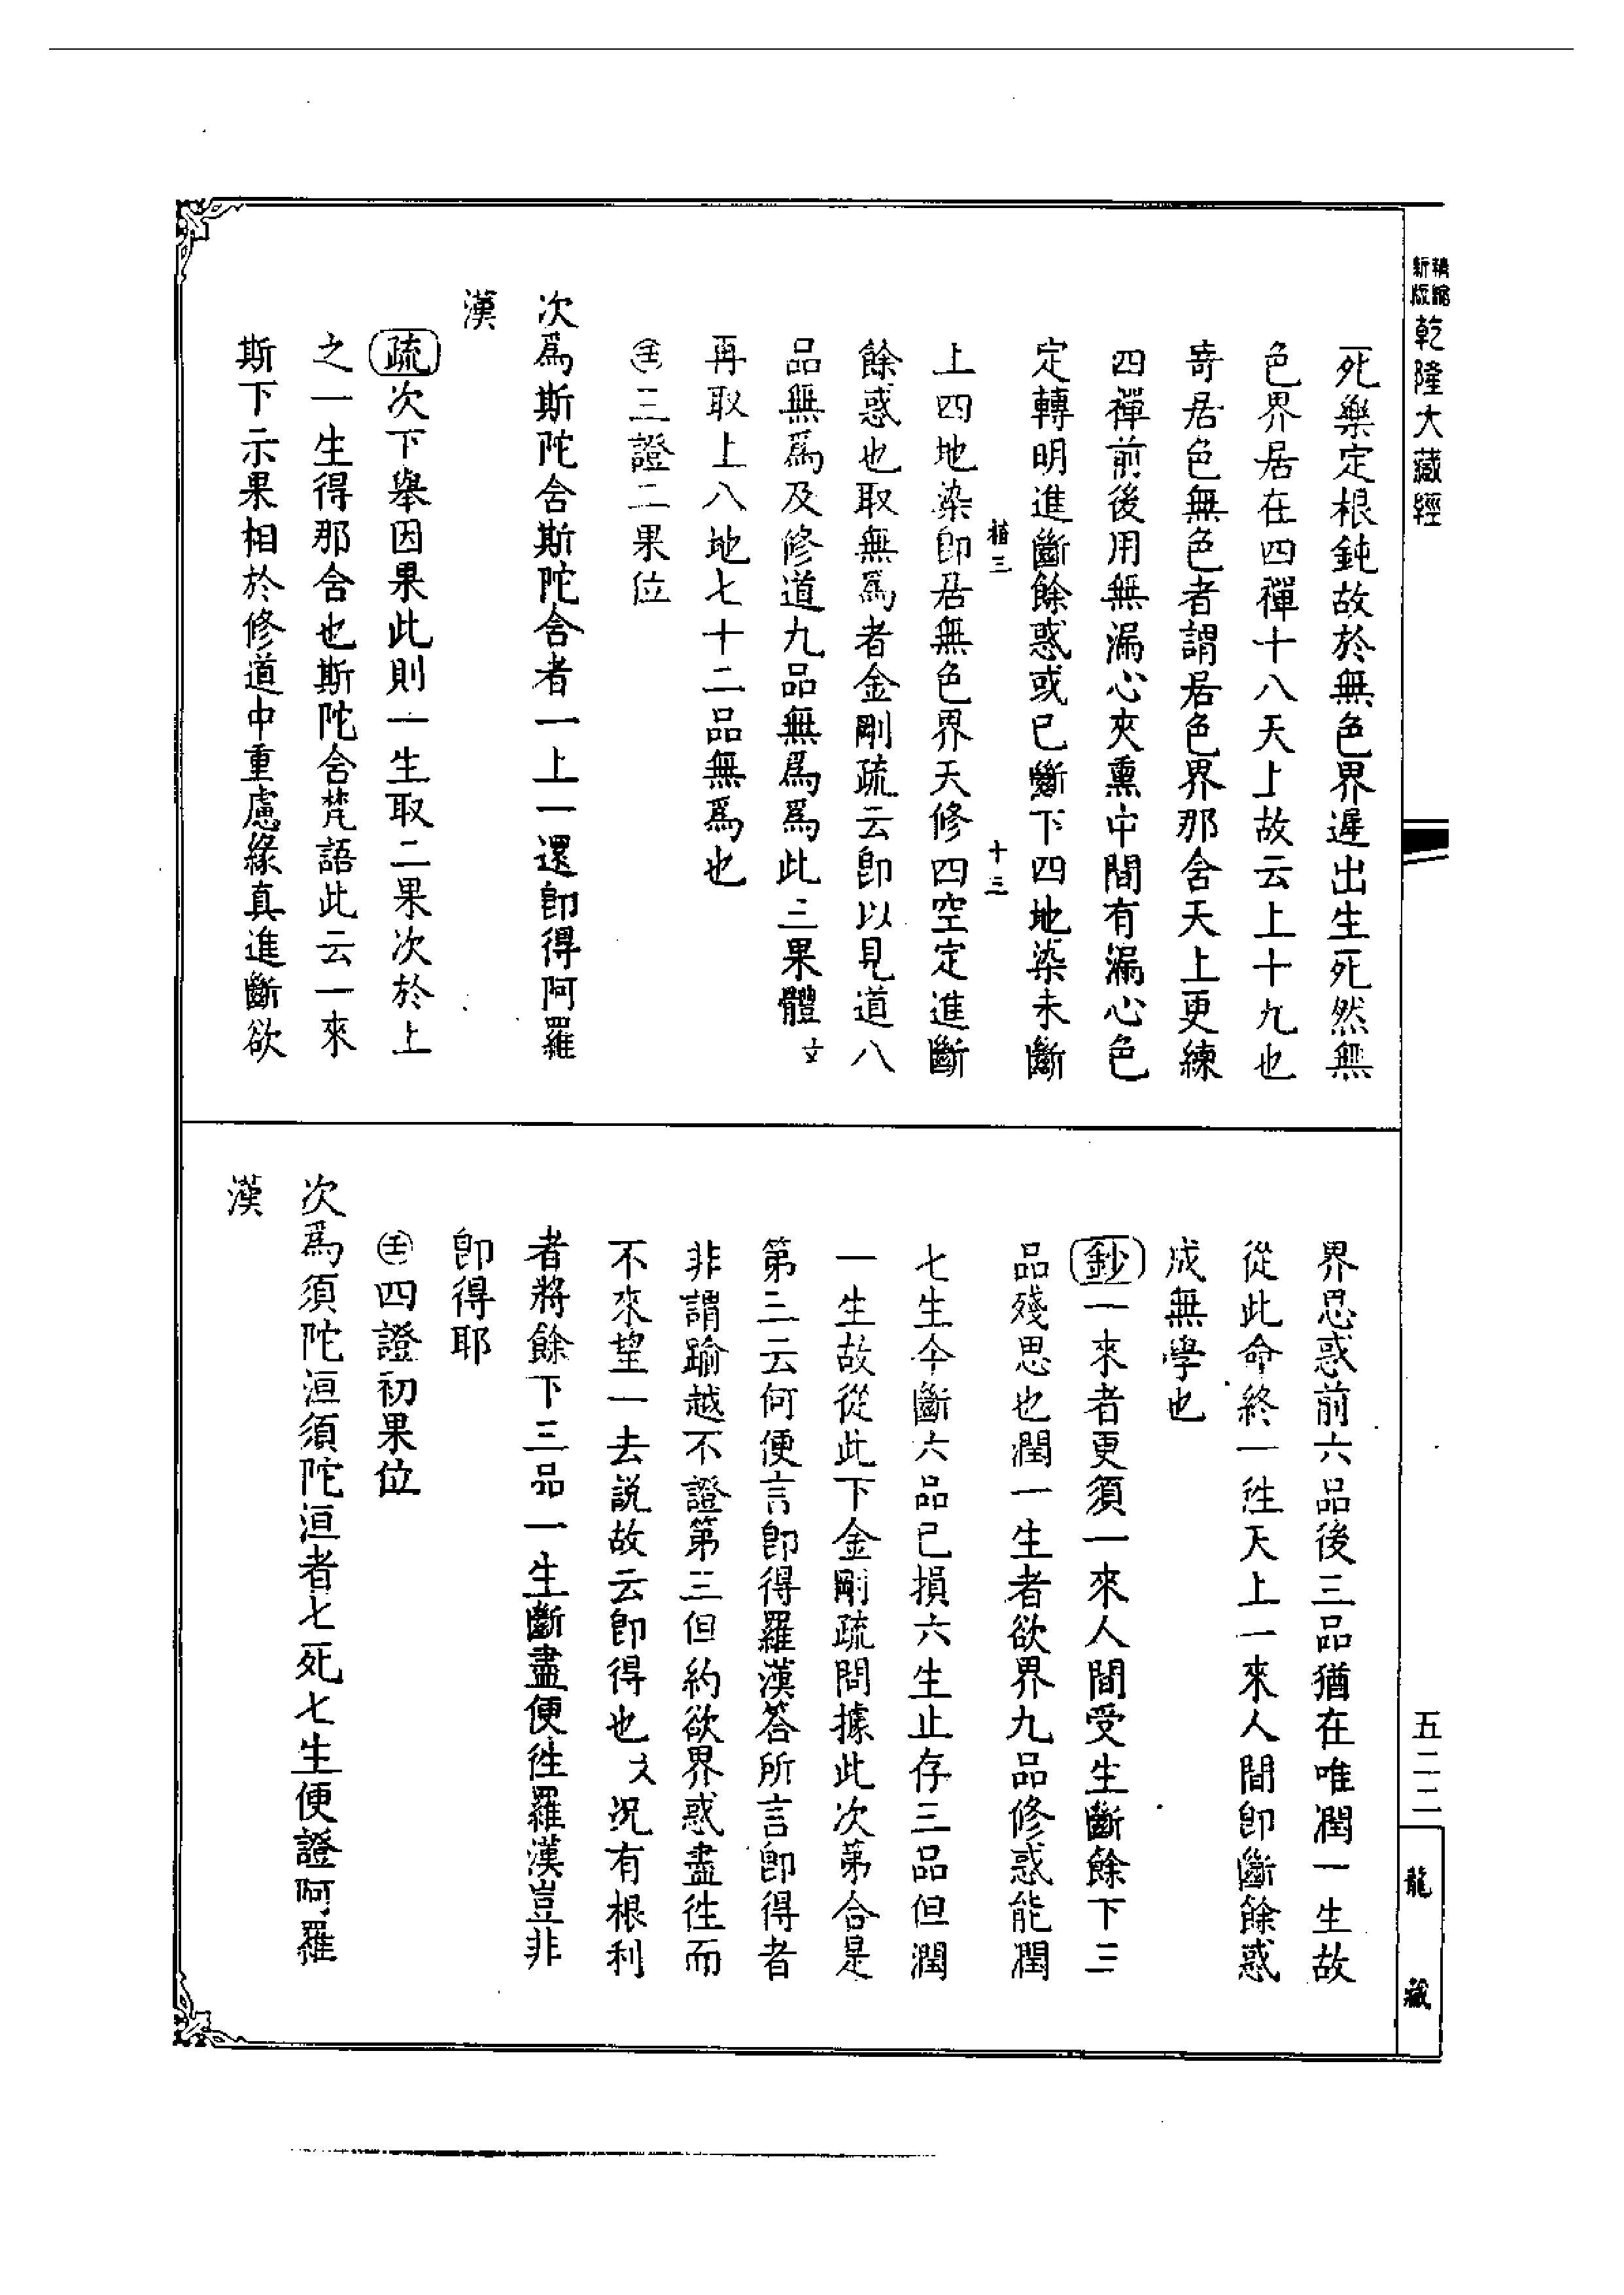 精縮新版乾隆大藏經
死樂定根鈍故於無色界遲出生死然無
色界居在四禪十八天上故云上十九也
寄居色無色者謂居色界那含天上更練
四禪前後用無漏心夾熏中間有漏心色
定轉明進斷餘惑或已斷下四地染未斷
十三
上四地染卽居無色界天修四空定進斷
餘惑也取無爲者金剛疏云卽以見道八
品無爲及修道九品無爲爲此三果體文
再取上八地七十二品無爲也
㊤三證二果位
次爲斯陀含斯陀含者一上一還卽得阿羅
漢
疏次下舉因果此則一生取二果次於上
之一生得那含也斯陀含梵語此云一來
斯下示果相於修道中重慮緣真進斷欲
界思惑前六品後三品猶在唯潤一生故
從此命終一往天上一來人間卽斷餘惑
成無學也
鈔一來者更須一來人間受生斷餘下三
品殘思也潤一生者欲界九品修惑能潤
七生今斷六品已損六生止存三品但潤
一生故從此下金剛疏問據此次第合是
第三云何便言卽得羅漢答所言卽得者
非謂踰越不證第三但約欲界惑盡往而
不來望一去説故云卽得也文況有根利
者將餘下三品一生斷盡便往羅漢豈非
卽得耶
四證初果位
次爲須陀洹須陀洹者七死七生便證阿羅
漢
五二二
龍藏